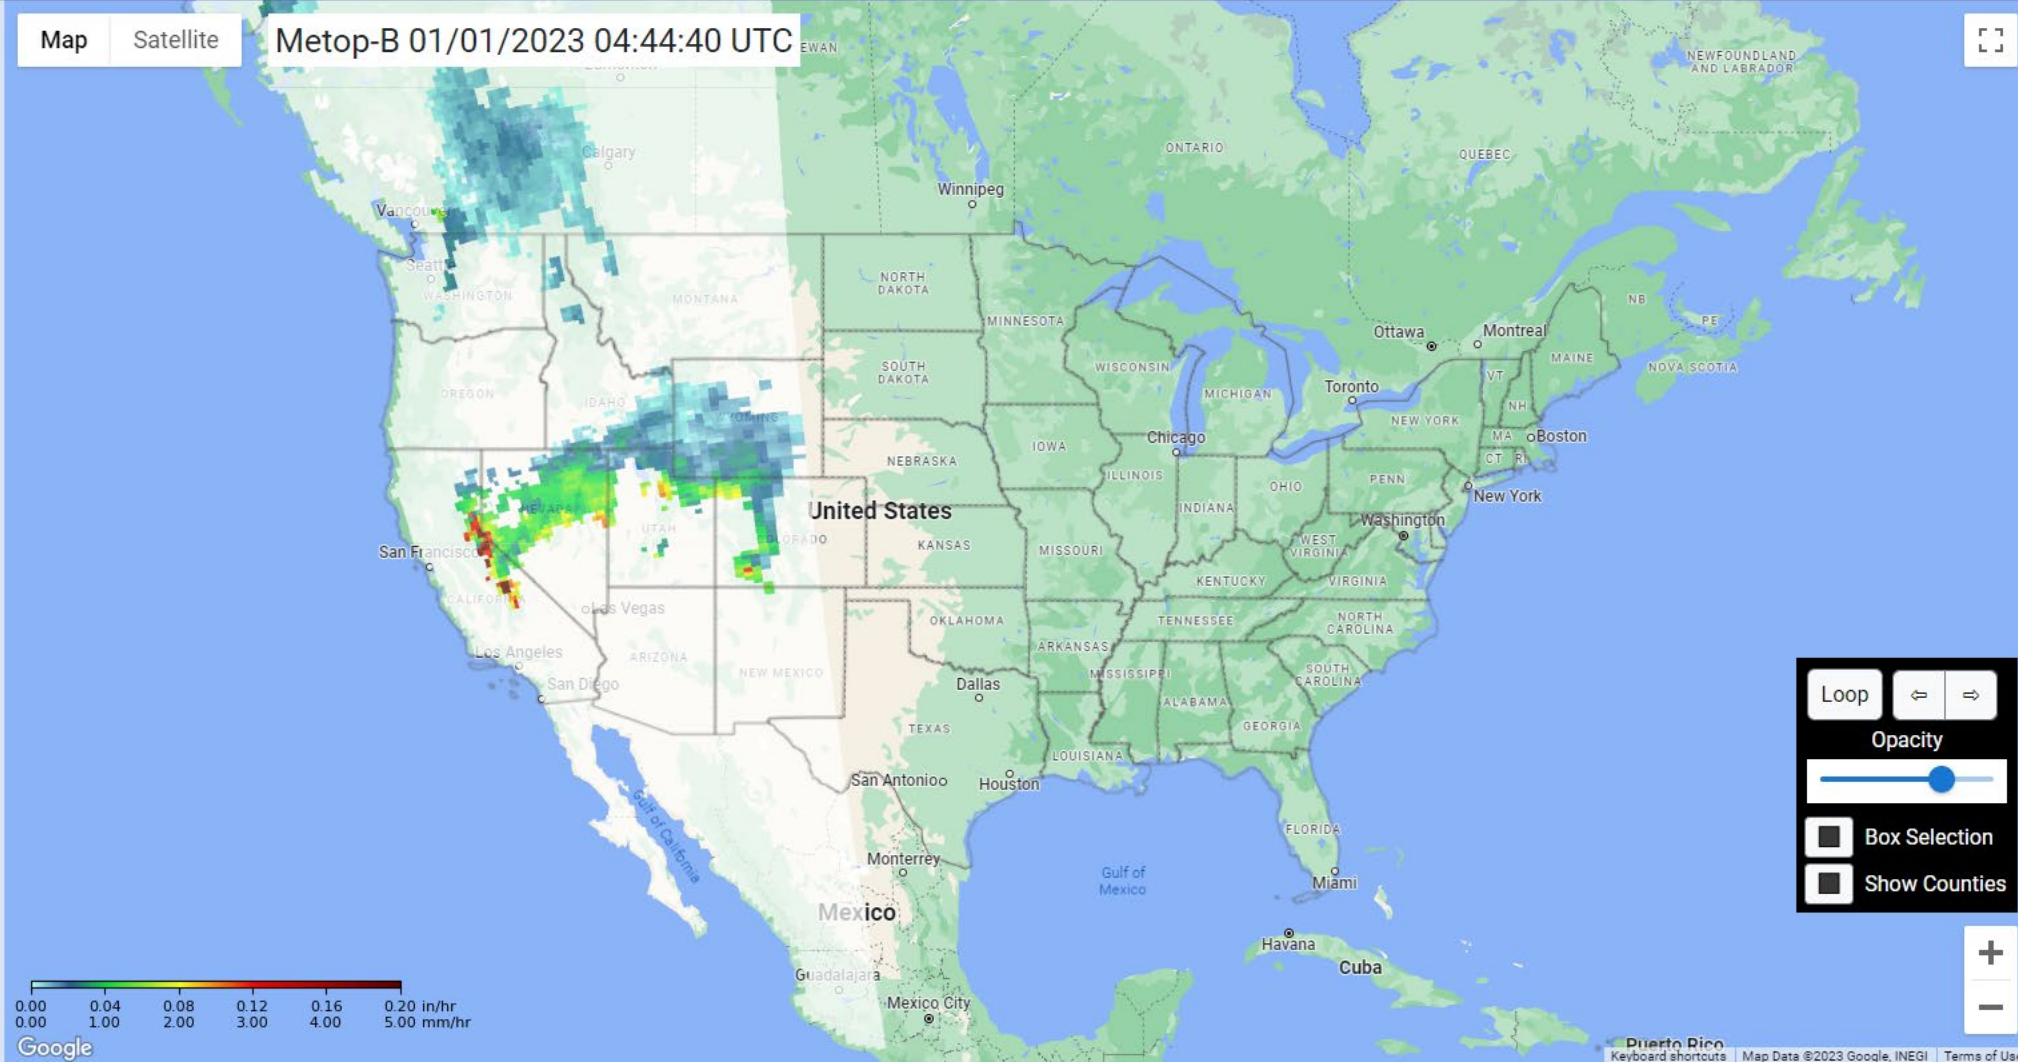 Map
Satellite
Metop-B 01/01/2023 04:44:40 UTC
EWAN
Edmonton
NEWFOUNDLAND
AND LABRADOR
Calgary
ONTARIO
QUEBEC
Winnipeg
Vancouver
Seatt
WASHINGTON
MONTANA
NORTH
DAKOTA
MINNESOTA
NB
PE
Ottawa
Montreal
MAINE
NOVA SCOTIA
OREGON
IDAHO
WYOMING
SOUTH
DAKOTA
WISCONSIN
MICHIGAN
Toronto
VT
NH
NEW YORK
MA
Boston
CT
RI
IOWA
Chicago
NEBRASKA
ILLINOIS
INDIANA
OHIO
PENN
New York
NEVADA
UTAH
COLORADO
United States
KANSAS
MISSOURI
WEST
VIRGINIA
Washington
San Francisco
CALIFORNIA
Las Vegas
KENTUCKY
VIRGINIA
OKLAHOMA
TENNESSEE
NORTH
CAROLINA
Los Angeles
ARIZONA
NEW MEXICO
ARKANSAS
MISSISSIPPI
SOUTH
CAROLINA
San Diego
Dallas
ALABAMA
GEORGIA
TEXAS
LOUISIANA
San Antonio
Houston
Gulf of California
FLORIDA
Monterrey
Gulf of
Mexico
Miami
Mexico
Havana
Cuba
Guadalajara
Mexico City
Puerto Rico
Loop
⇦
⇨
Opacity
Box Selection
Show Counties
+
−
0.00 0.04 0.08 0.12 0.16 0.20 in/hr
0.00 1.00 2.00 3.00 4.00 5.00 mm/hr
Google
Keyboard shortcuts
Map Data ©2023 Google, INEGI
Terms of Us